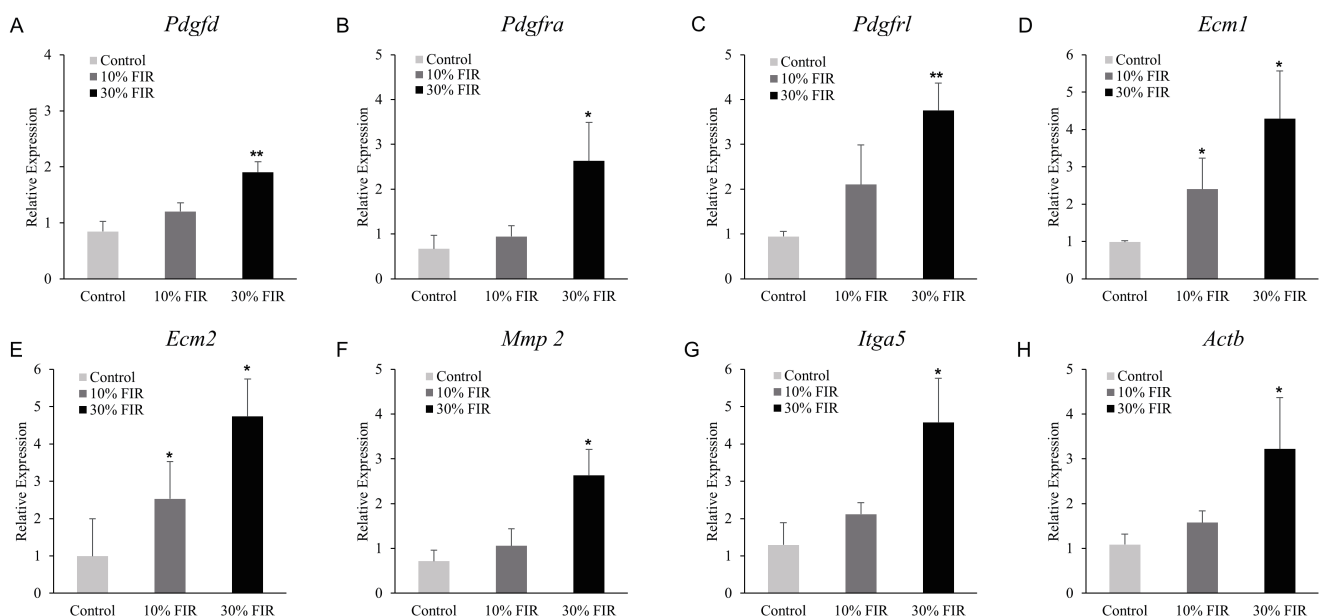 A
Pdgfd
Relative Expression
4
3
2
1
0
Control
10% FIR
30% FIR
**
Control
10% FIR
30% FIR
B
Pdgfra
Relative Expression
5
4
3
2
1
0
Control
10% FIR
30% FIR
*
Control
10% FIR
30% FIR
C
Pdgfrl
Relative Expression
5
4
3
2
1
0
Control
10% FIR
30% FIR
**
Control
10% FIR
30% FIR
D
Ecm1
Relative Expression
6
5
4
3
2
1
0
Control
10% FIR
30% FIR
*
*
Control
10% FIR
30% FIR
E
Ecm2
Relative Expression
6
5
4
3
2
1
0
Control
10% FIR
30% FIR
*
*
Control
10% FIR
30% FIR
F
Mmp 2
Relative Expression
5
4
3
2
1
0
Control
10% FIR
30% FIR
*
Control
10% FIR
30% FIR
G
Itga5
Relative Expression
6
5
4
3
2
1
0
Control
10% FIR
30% FIR
*
Control
10% FIR
30% FIR
H
Actb
Relative Expression
5
4
3
2
1
0
Control
10% FIR
30% FIR
*
Control
10% FIR
30% FIR